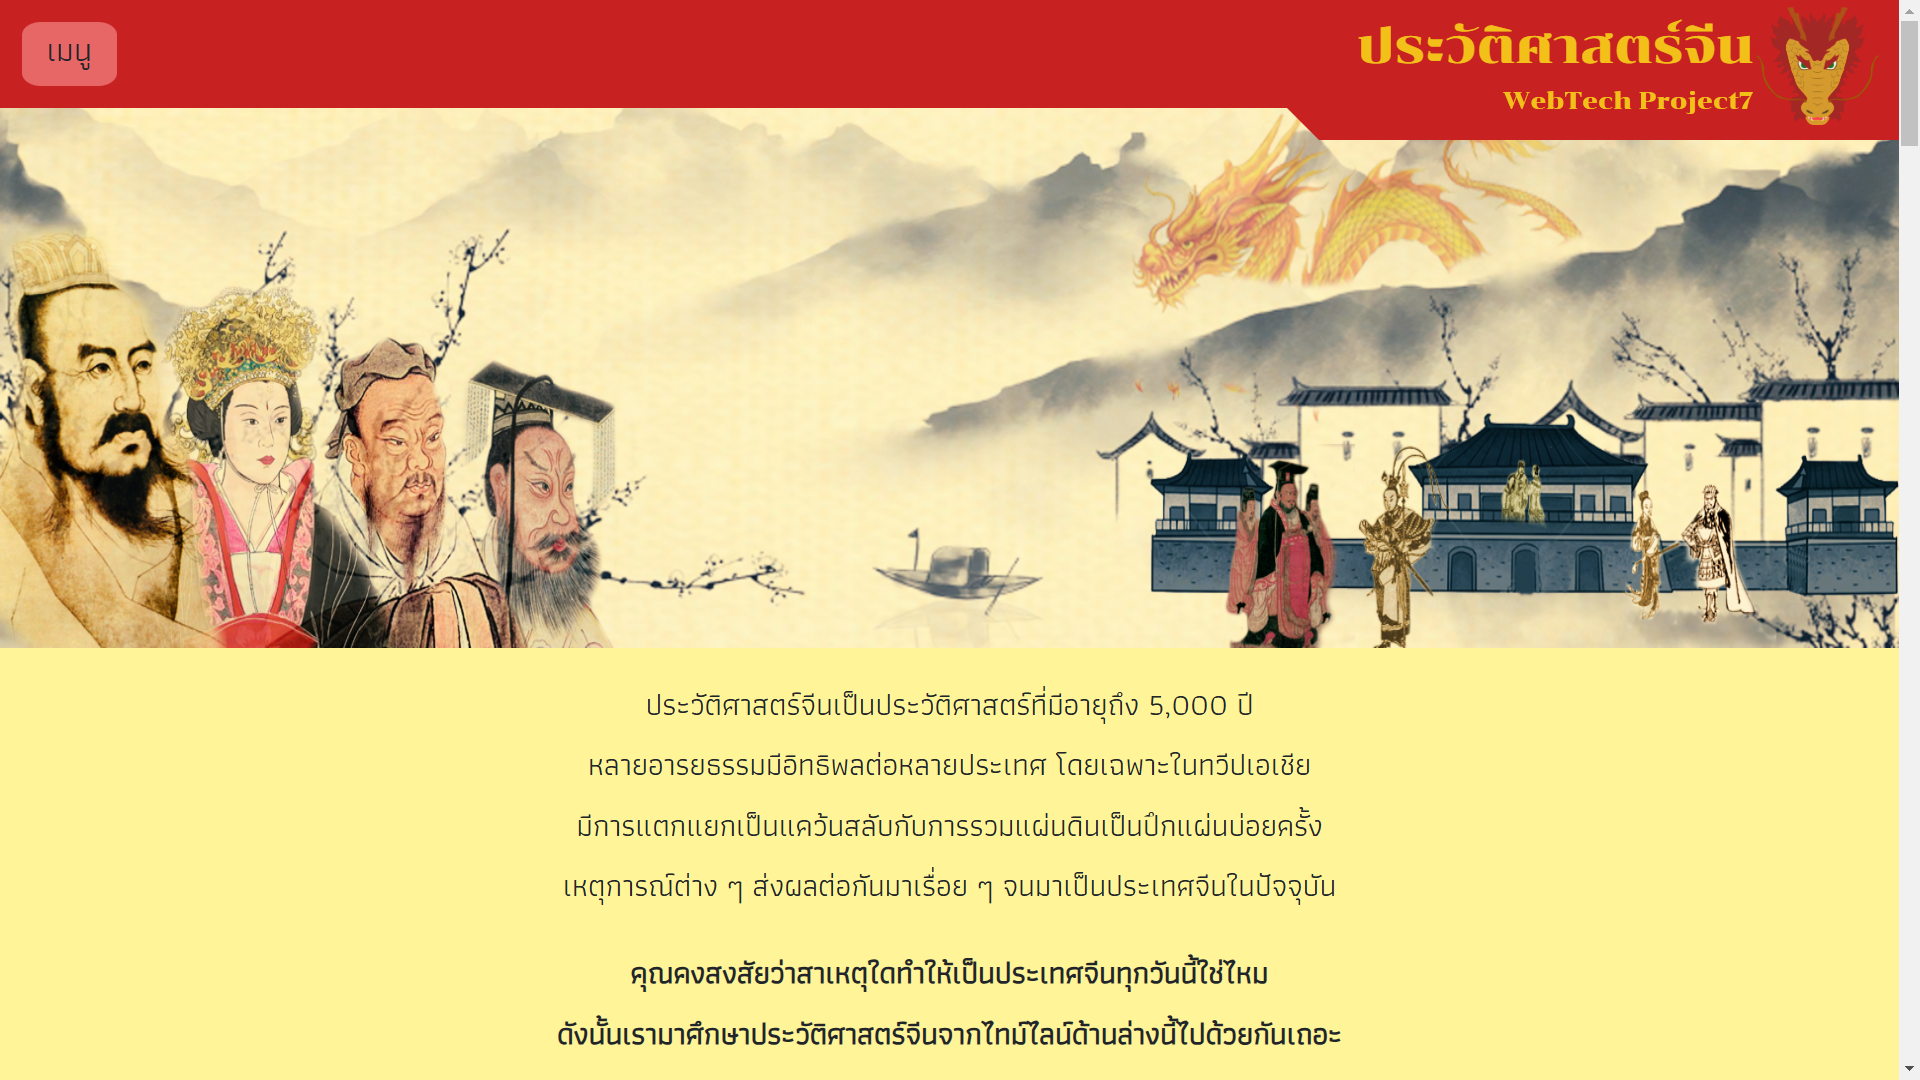 เมนู
ประวัติศาสตร์จีน
WebTech Project7
ประวัติศาสตร์จีนเป็นประวัติศาสตร์ที่มีอายุถึง 5,000 ปี
หลายอารยธรรมมีอิทธิพลต่อหลายประเทศ โดยเฉพาะในทวีปเอเชีย
มีการแตกแยกเป็นแคว้นสลับกับการรวมแผ่นดินเป็นปึกแผ่นบ่อยครั้ง
เหตุการณ์ต่าง ๆ ส่งผลต่อกันมาเรื่อย ๆ จนมาเป็นประเทศจีนในปัจจุบัน
คุณคงสงสัยว่าสาเหตุใดทำให้เป็นประเทศจีนทุกวันนี้ใช่ไหม
ดังนั้นเรามาศึกษาประวัติศาสตร์จีนจากไทม์ไลน์ด้านล่างนี้ไปด้วยกันเถอะ